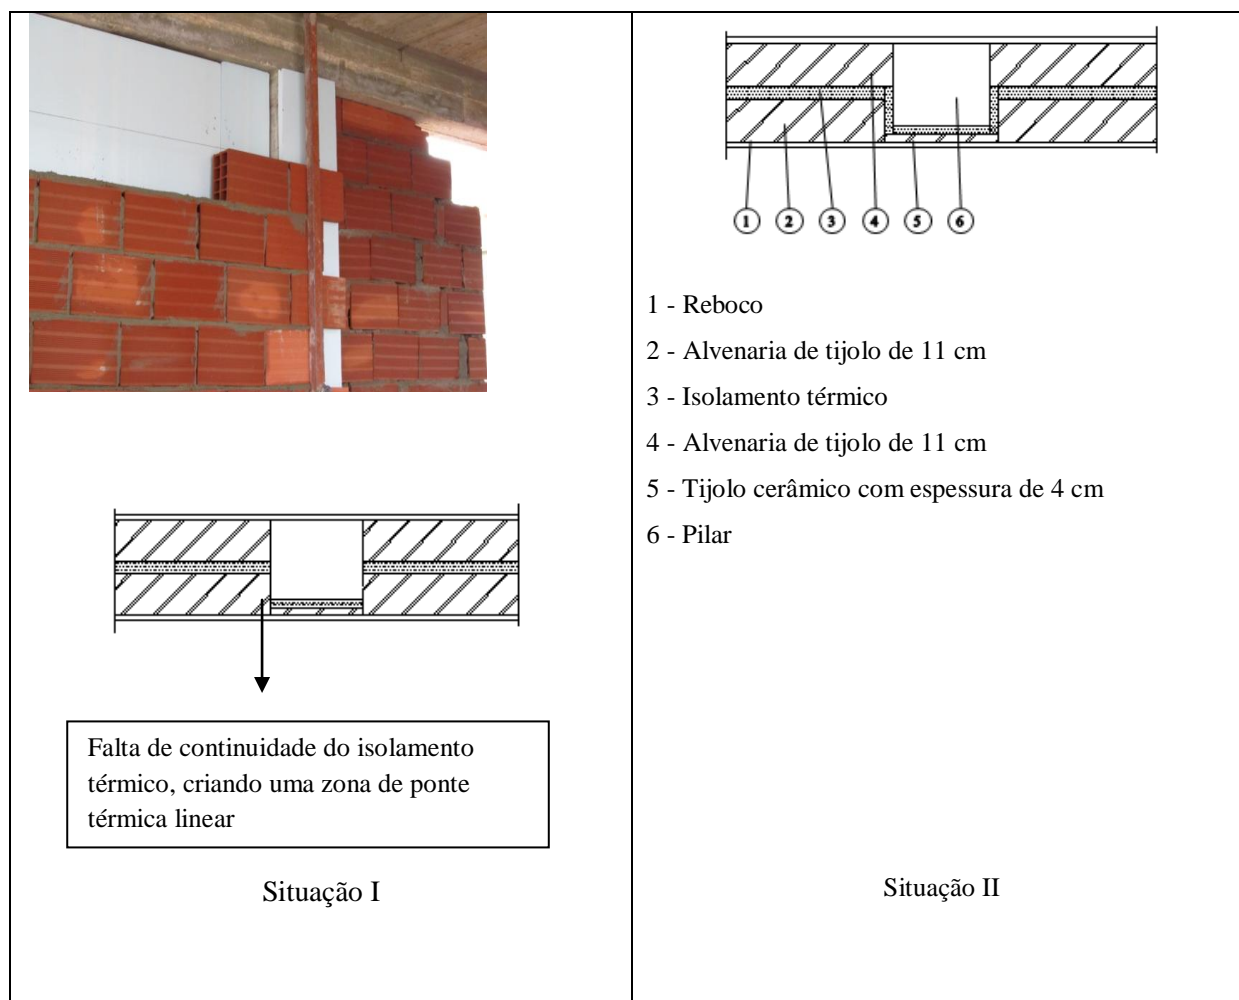 Falta de continuidade do isolamento
térmico, criando uma zona de ponte
térmica linear
Situação I
1 2 3 4 5 6
1 - Reboco
2 - Alvenaria de tijolo de 11 cm
3 - Isolamento térmico
4 - Alvenaria de tijolo de 11 cm
5 - Tijolo cerâmico com espessura de 4 cm
6 - Pilar
Situação II